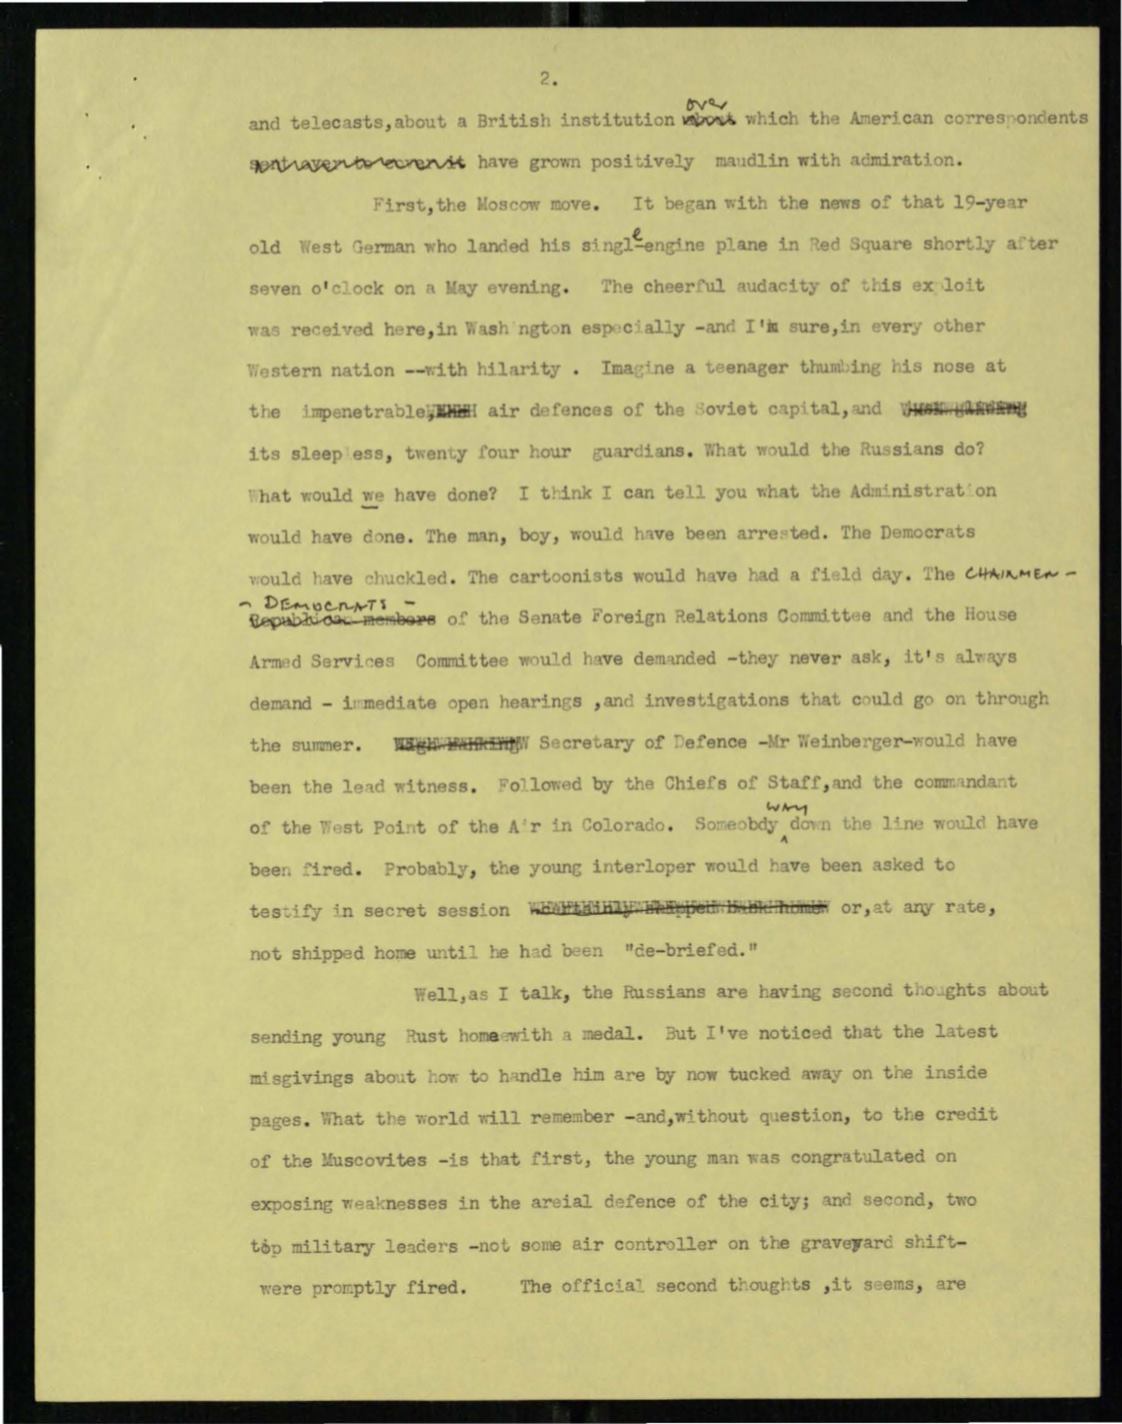 2.
and telecasts,about a British institution over which the American correspondents
have grown positively maudlin with admiration.
First,the Moscow move. It began with the news of that 19-year
old West German who landed his single-engine plane in Red Square shortly after
seven o'clock on a May evening. The cheerful audacity of this exploit
was received here,in Wash ngton especially -and I'm sure,in every other
Western nation --with hilarity . Imagine a teenager thumbing his nose at
the impenetrable, air defences of the Soviet capital,and
its sleepless, twenty four hour guardians. What would the Russians do?
What would we have done? I think I can tell you what the Administration
would have done. The man, boy, would have been arrested. The Democrats
would have chuckled. The cartoonists would have had a field day. The CHAIRMEN -
- DEMOCRATS -
Republican members of the Senate Foreign Relations Committee and the House
Armed Services Committee would have demanded -they never ask, it's always
demand - immediate open hearings ,and investigations that could go on through
the summer. Secretary of Defence -Mr Weinberger-would have
been the lead witness. Followed by the Chiefs of Staff,and the commandant
of the West Point of the Air in Colorado. Someobdy way down the line would have
been fired. Probably, the young interloper would have been asked to
testify in secret session or,at any rate,
not shipped home until he had been "de-briefed."
Well,as I talk, the Russians are having second thoughts about
sending young Rust home with a medal. But I've noticed that the latest
misgivings about how to handle him are by now tucked away on the inside
pages. What the world will remember -and,without question, to the credit
of the Muscovites -is that first, the young man was congratulated on
exposing weaknesses in the areial defence of the city; and second, two
top military leaders -not some air controller on the graveyard shift-
were promptly fired. The official second thoughts ,it seems, are